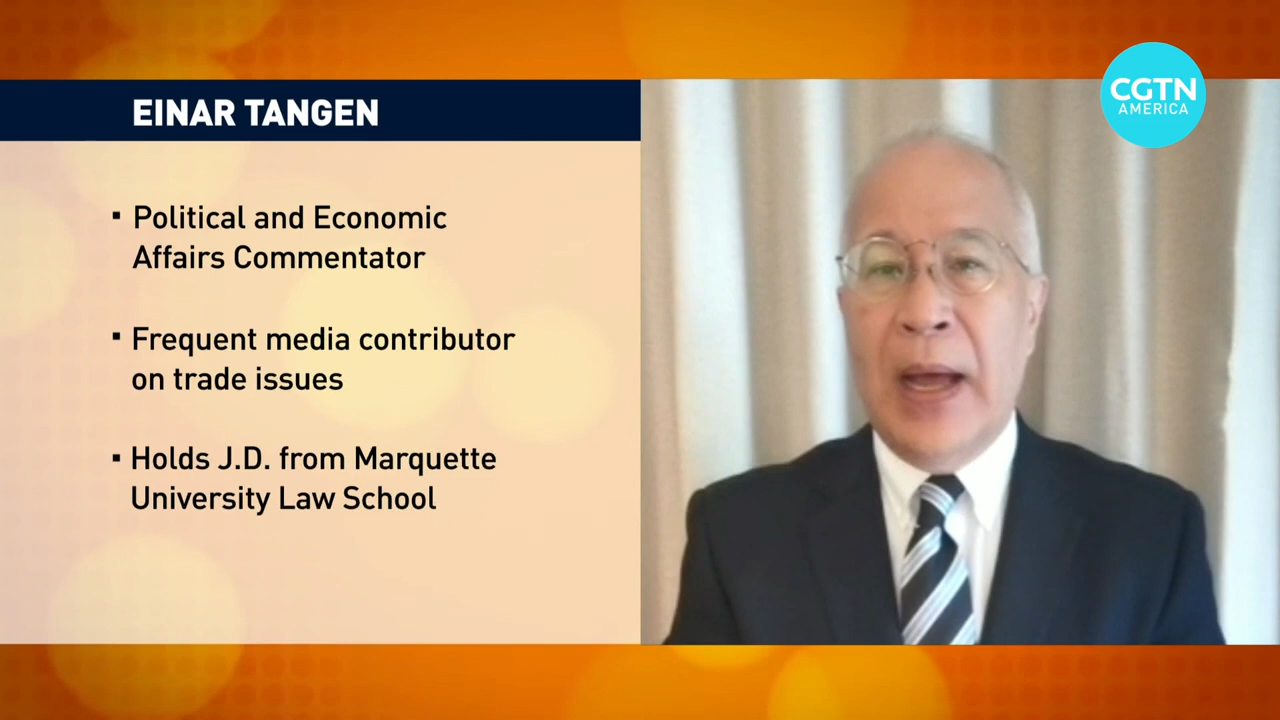 EINAR TANGEN
▪ Political and Economic
Affairs Commentator
▪ Frequent media contributor
on trade issues
▪ Holds J.D. from Marquette
University Law School
CGTN
AMERICA